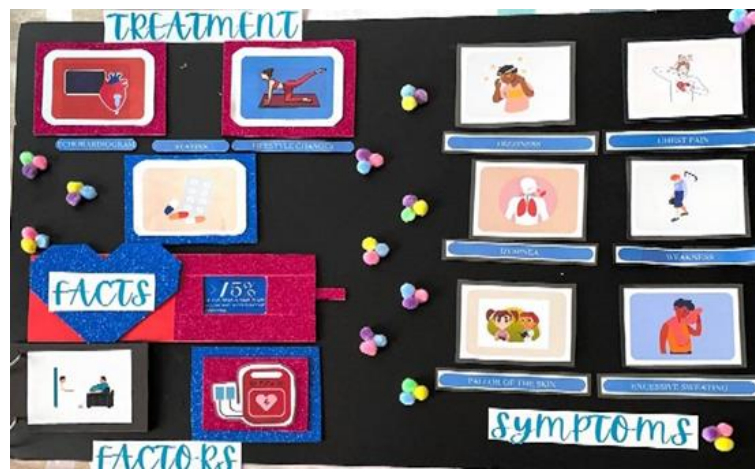 TREATMENT
ECHOCARDIOGRAM
STATINS
LIFESTYLE CHANGES
FACTS
75%
FACTORS
DIZZINESS
CHEST PAIN
DYSPNEA
WEAKNESS
PALLOR OF THE SKIN
EXCESSIVE SWEATING
SYMPTOMS